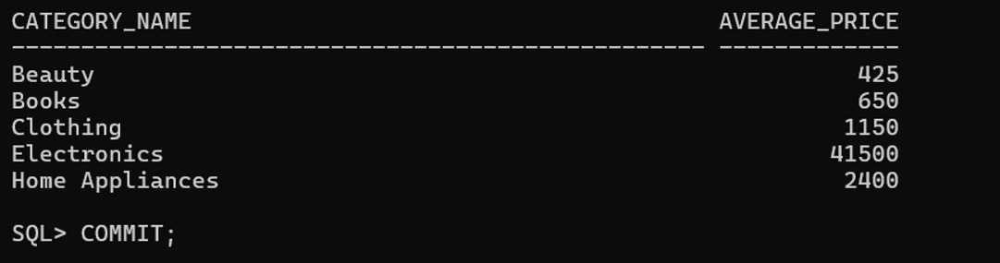 CATEGORY_NAME                                      AVERAGE_PRICE
-------------------------------------------------- -------------
Beauty                                                       425
Books                                                        650
Clothing                                                    1150
Electronics                                                41500
Home Appliances                                             2400
SQL> COMMIT;